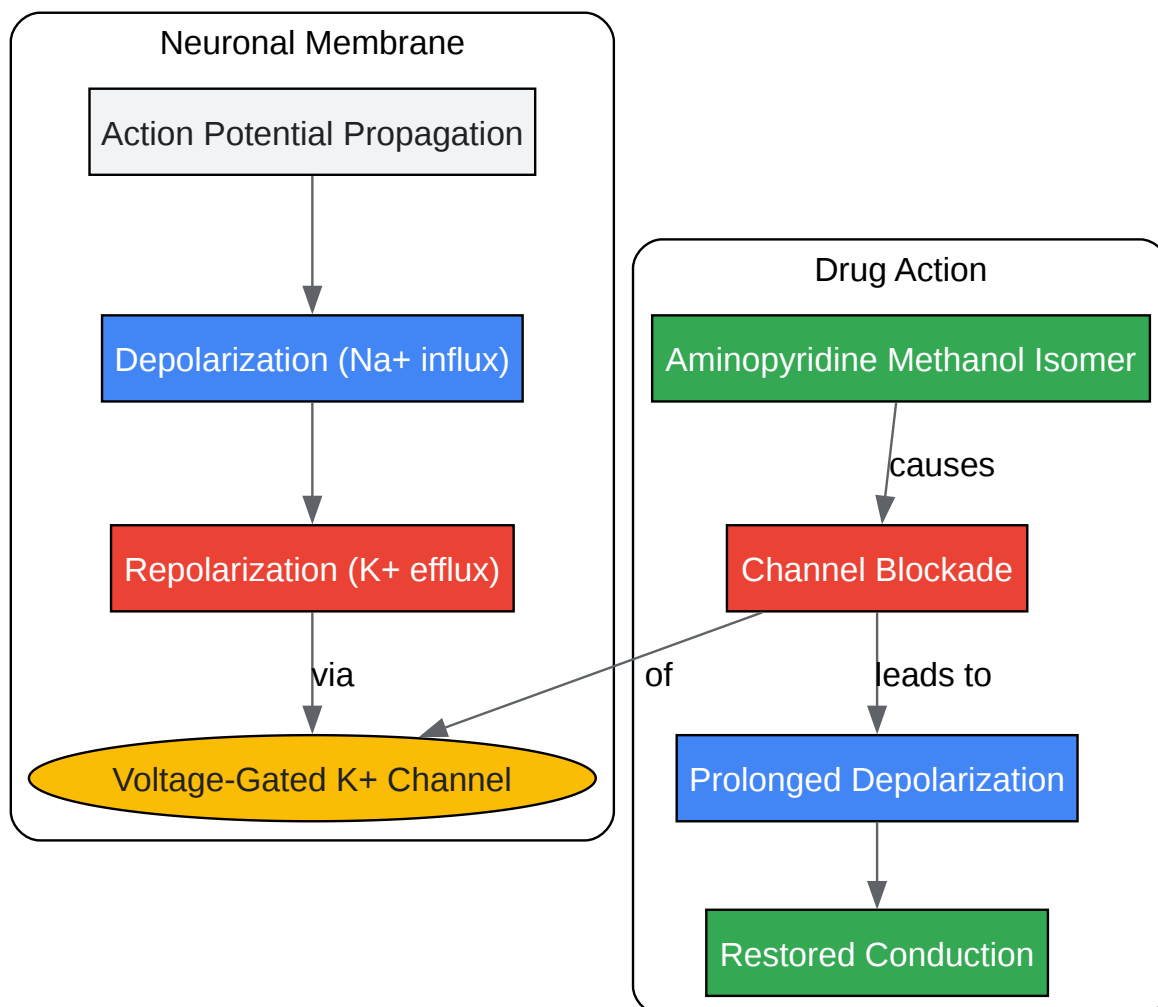 Neuronal Membrane
Action Potential Propagation
Depolarization (Na+ influx)
Repolarization (K+ efflux)
via
Voltage-Gated K+ Channel
Drug Action
Aminopyridine Methanol Isomer
causes
Channel Blockade
of
leads to
Prolonged Depolarization
Restored Conduction